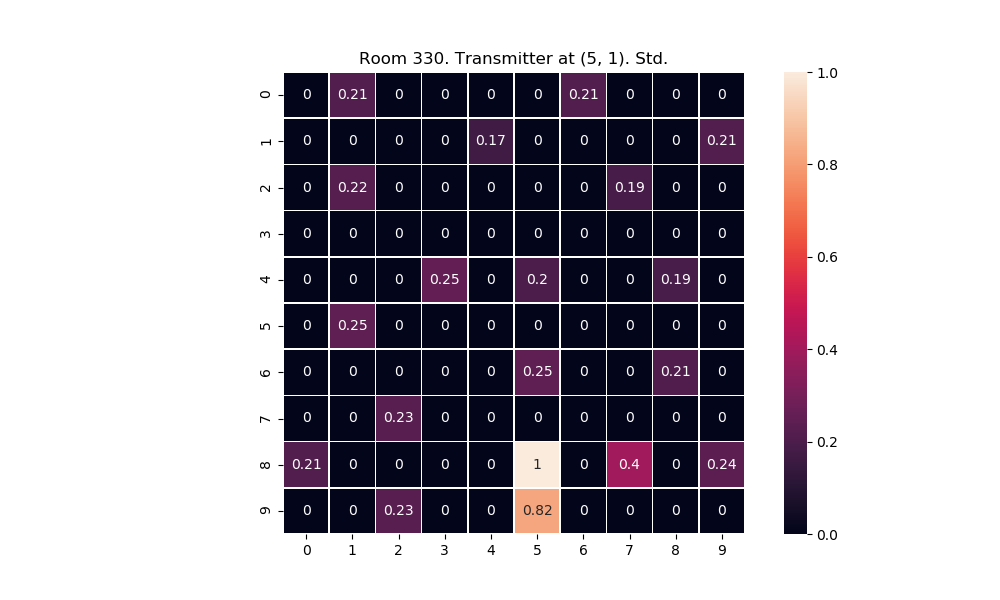 Room 330. Transmitter at (5, 1). Std.
0 0 0.21 0 0 0 0 0.21 0 0 0
1 0 0 0 0 0.17 0 0 0 0 0.21
2 0 0.22 0 0 0 0 0 0.19 0 0
3 0 0 0 0 0 0 0 0 0 0
4 0 0 0 0.25 0 0.2 0 0 0.19 0
5 0 0.25 0 0 0 0 0 0 0 0
6 0 0 0 0 0 0.25 0 0 0.21 0
7 0 0 0.23 0 0 0 0 0 0 0
8 0.21 0 0 0 0 1 0 0.4 0 0.24
9 0 0 0.23 0 0 0.82 0 0 0 0
0 1 2 3 4 5 6 7 8 9
1.0
0.8
0.6
0.4
0.2
0.0